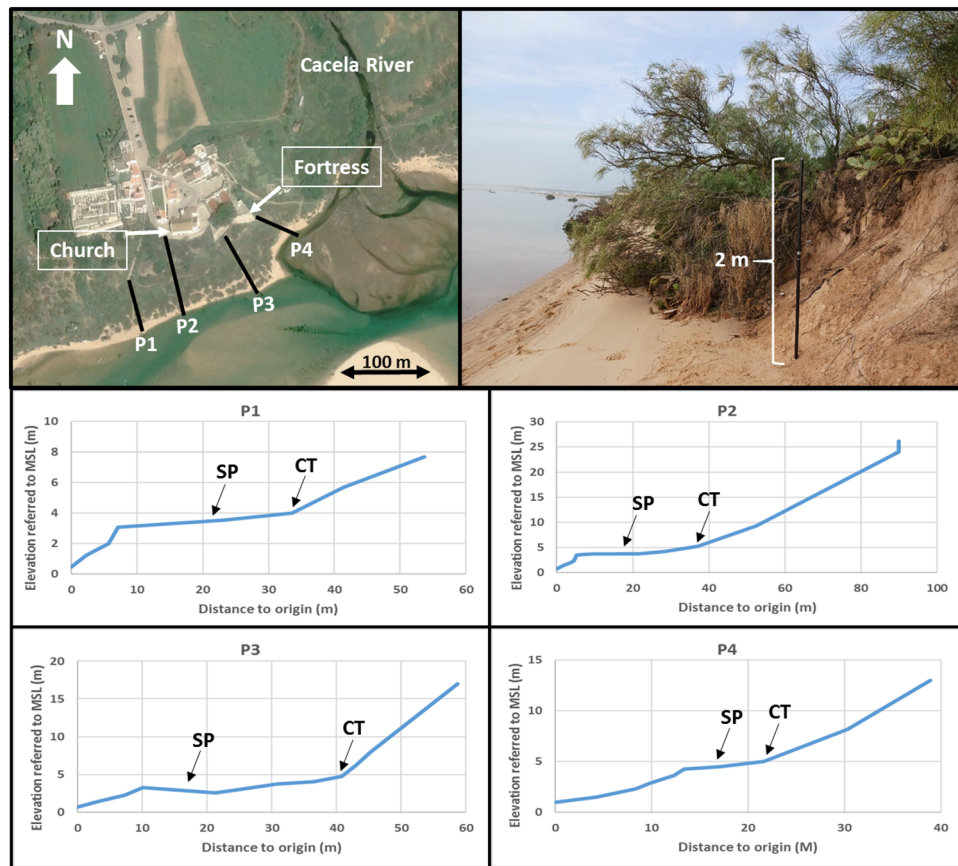 N
Cacela River
Fortress
Church
P4
P3
P2
P1
100 m
2 m
P1
Elevation referred to MSL (m)
10
8
6
4
2
0
SP
CT
0 10 20 30 40 50 60
Distance to origin (m)
P2
Elevation referred to MSL (m)
30
25
20
15
10
5
0
SP
CT
0 20 40 60 80 100
Distance to origin (m)
P3
Elevation referred to MSL (m)
20
15
10
5
0
SP
CT
0 10 20 30 40 50 60
Distance to origin (m)
P4
Elevation referred to MSL (m)
15
10
5
0
SP
CT
0 10 20 30 40
Distance to origin (M)